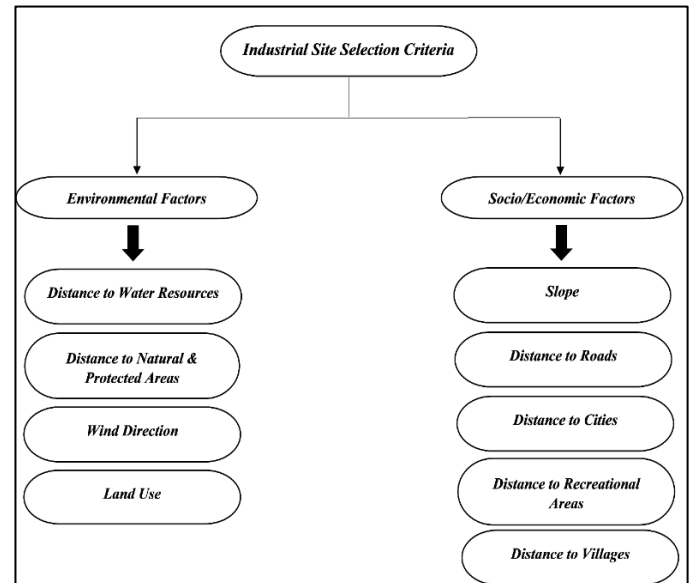 Industrial Site Selection Criteria
Environmental Factors
Distance to Water Resources
Distance to Natural &
Protected Areas
Wind Direction
Land Use
Socio/Economic Factors
Slope
Distance to Roads
Distance to Cities
Distance to Recreational
Areas
Distance to Villages